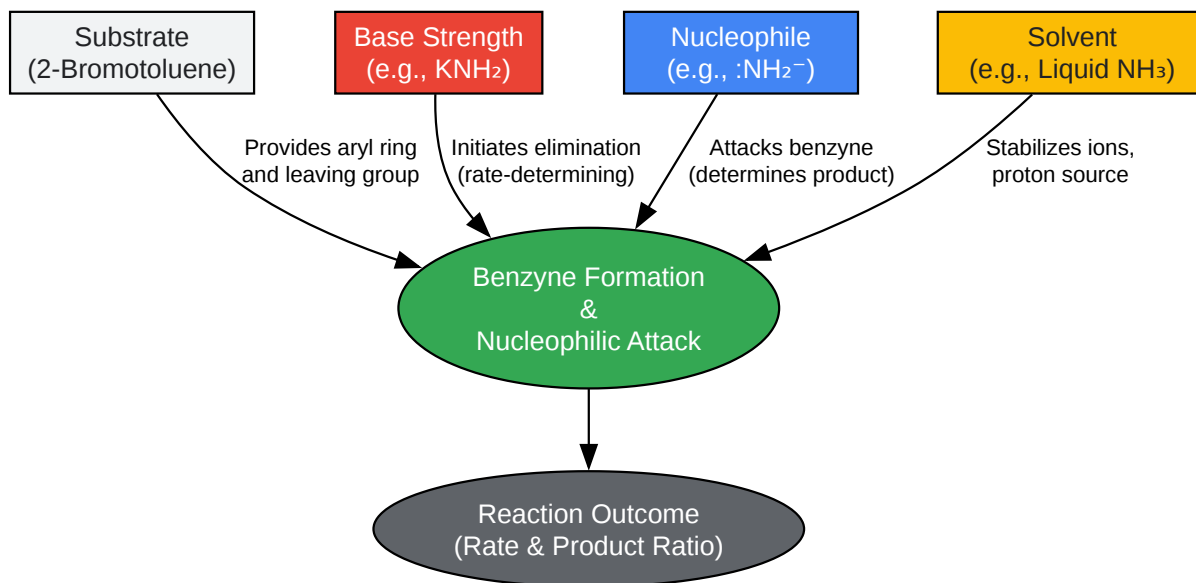 Substrate
(2-Bromotoluene)
Base Strength
(e.g., KNH₂)
Nucleophile
(e.g., :NH₂⁻)
Solvent
(e.g., Liquid NH₃)
Provides aryl ring
and leaving group
Initiates elimination
(rate-determining)
Attacks benzyne
(determines product)
Stabilizes ions,
proton source
Benzyne Formation
&
Nucleophilic Attack
Reaction Outcome
(Rate & Product Ratio)